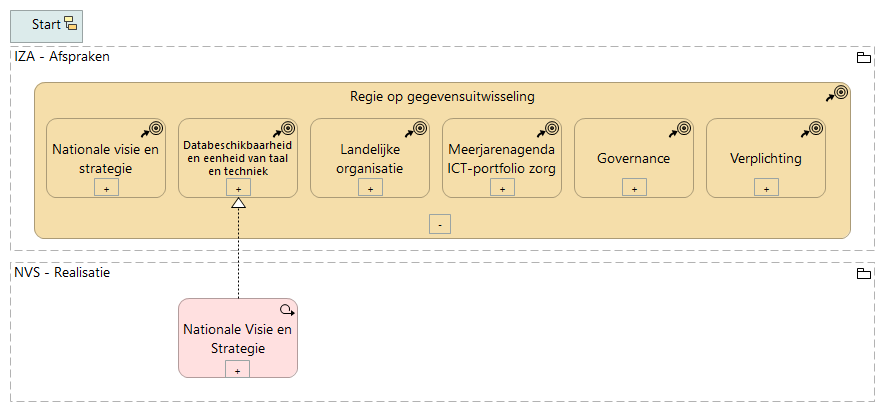 Start
IZA - Afspraken
Regie op gegevensuitwisseling
Nationale visie en
strategie
+
Databeschikbaarheid
en eenheid van taal
en techniek
+
Landelijke
organisatie
+
Meerjarenagenda
ICT-portfolio zorg
+
Governance
+
Verplichting
+
-
NVS - Realisatie
Nationale Visie en
Strategie
+